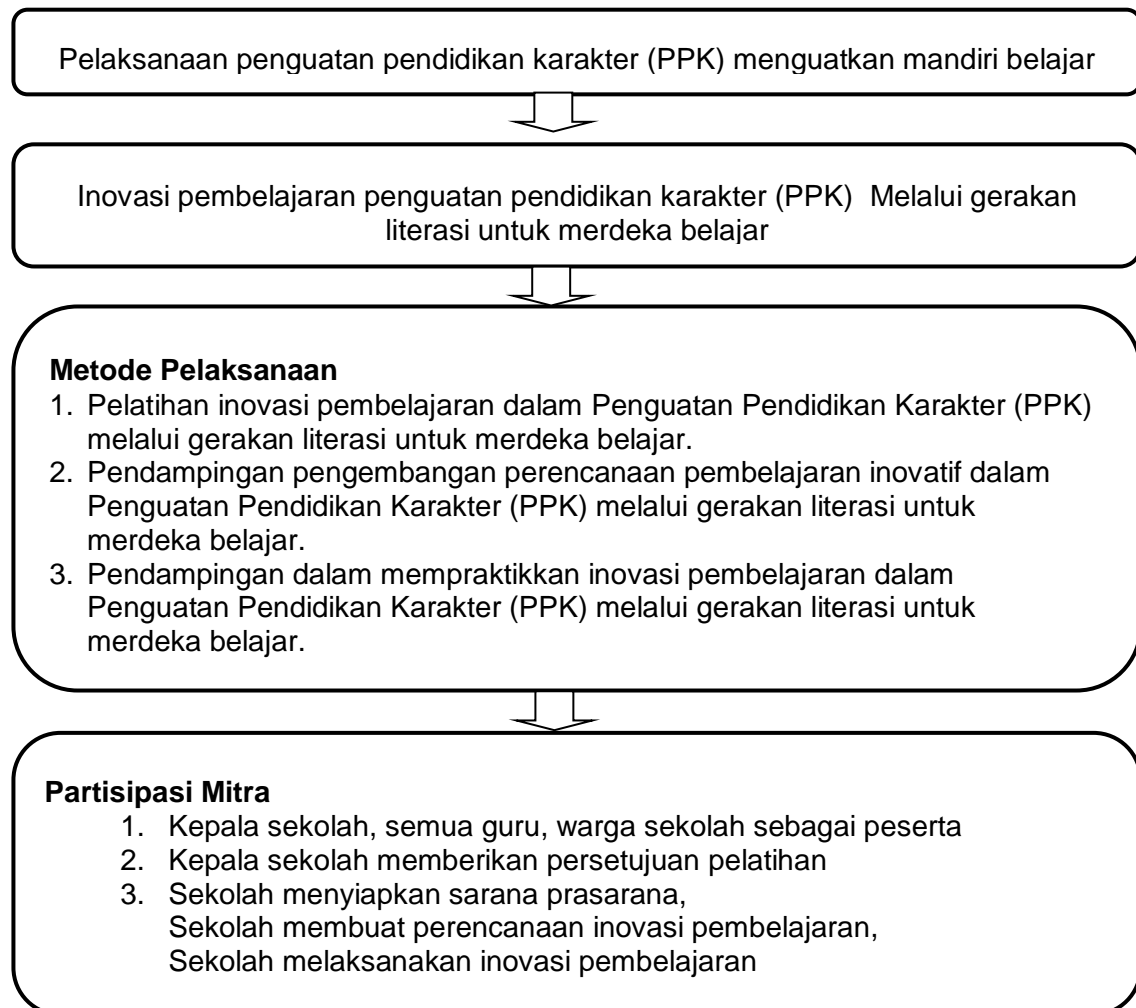 Pelaksanaan penguatan pendidikan karakter (PPK) menguatkan mandiri belajar
Inovasi pembelajaran penguatan pendidikan karakter (PPK) Melalui gerakan
literasi untuk merdeka belajar
Metode Pelaksanaan
1. Pelatihan inovasi pembelajaran dalam Penguatan Pendidikan Karakter (PPK)
melalui gerakan literasi untuk merdeka belajar.
2. Pendampingan pengembangan perencanaan pembelajaran inovatif dalam
Penguatan Pendidikan Karakter (PPK) melalui gerakan literasi untuk
merdeka belajar.
3. Pendampingan dalam mempraktikkan inovasi pembelajaran dalam
Penguatan Pendidikan Karakter (PPK) melalui gerakan literasi untuk
merdeka belajar.
Partisipasi Mitra
1. Kepala sekolah, semua guru, warga sekolah sebagai peserta
2. Kepala sekolah memberikan persetujuan pelatihan
3. Sekolah menyiapkan sarana prasarana,
Sekolah membuat perencanaan inovasi pembelajaran,
Sekolah melaksanakan inovasi pembelajaran